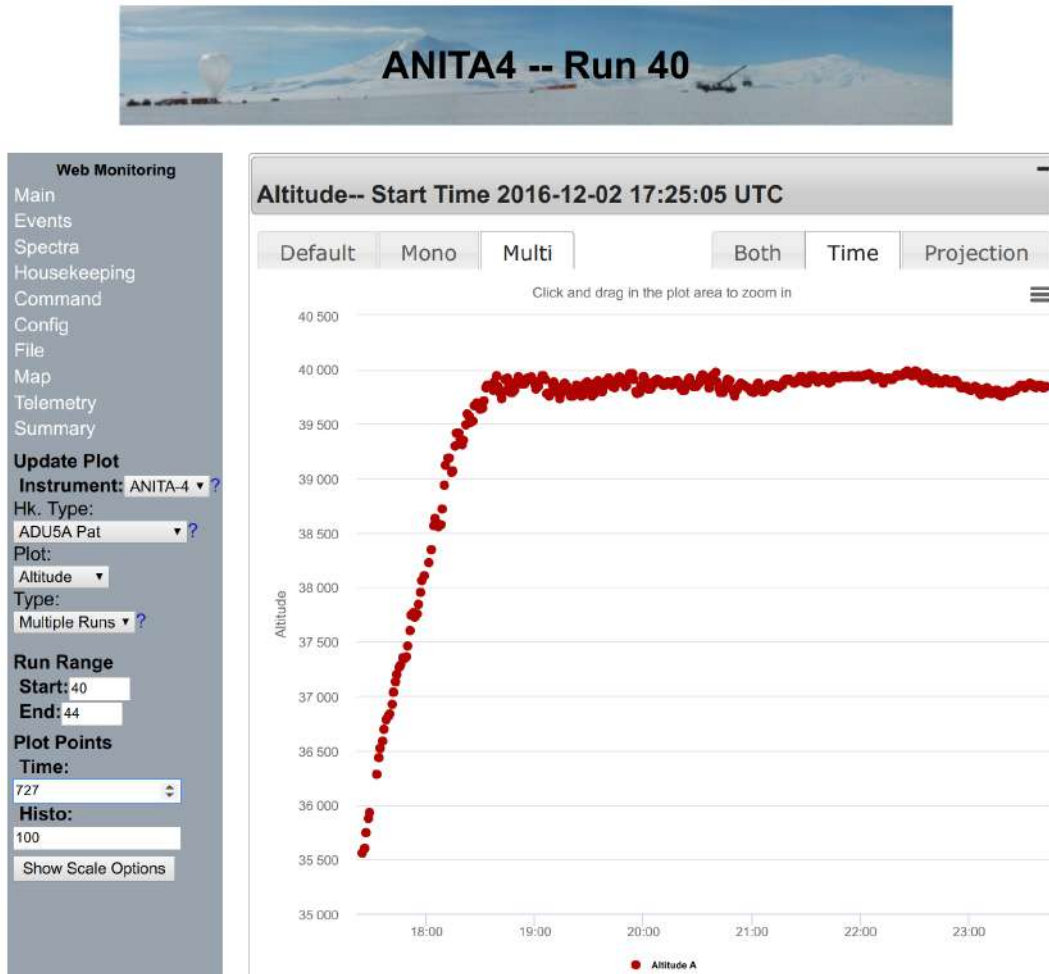 ANITA4 -- Run 40
Web Monitoring
Main
Events
Spectra
Housekeeping
Command
Config
File
Map
Telemetry
Summary
Update Plot
Instrument: ANITA-4 ?
Hk. Type:
ADU5A Pat ?
Plot:
Altitude
Type:
Multiple Runs ?
Run Range
Start: 40
End: 44
Plot Points
Time:
727
Histo:
100
Show Scale Options
Altitude-- Start Time 2016-12-02 17:25:05 UTC
Default Mono Multi Both Time Projection
Click and drag in the plot area to zoom in
40 500
40 000
39 500
39 000
38 500
38 000
37 500
37 000
36 500
36 000
35 500
35 000
Altitude
18:00 19:00 20:00 21:00 22:00 23:00
Altitude A